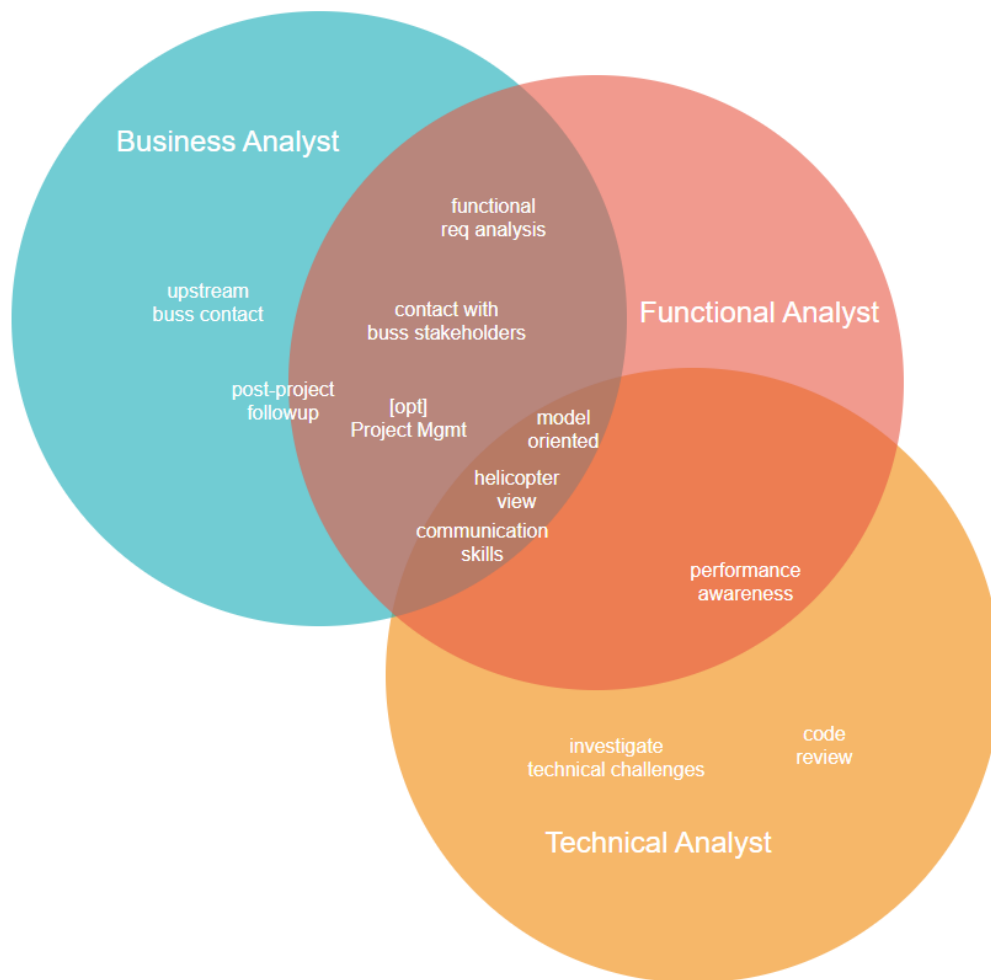 Business Analyst
functional
req analysis
upstream
buss contact
contact with
buss stakeholders
Functional Analyst
post-project
followup
[opt]
Project Mgmt
model
oriented
helicopter
view
communication
skills
performance
awareness
investigate
technical challenges
code
review
Technical Analyst